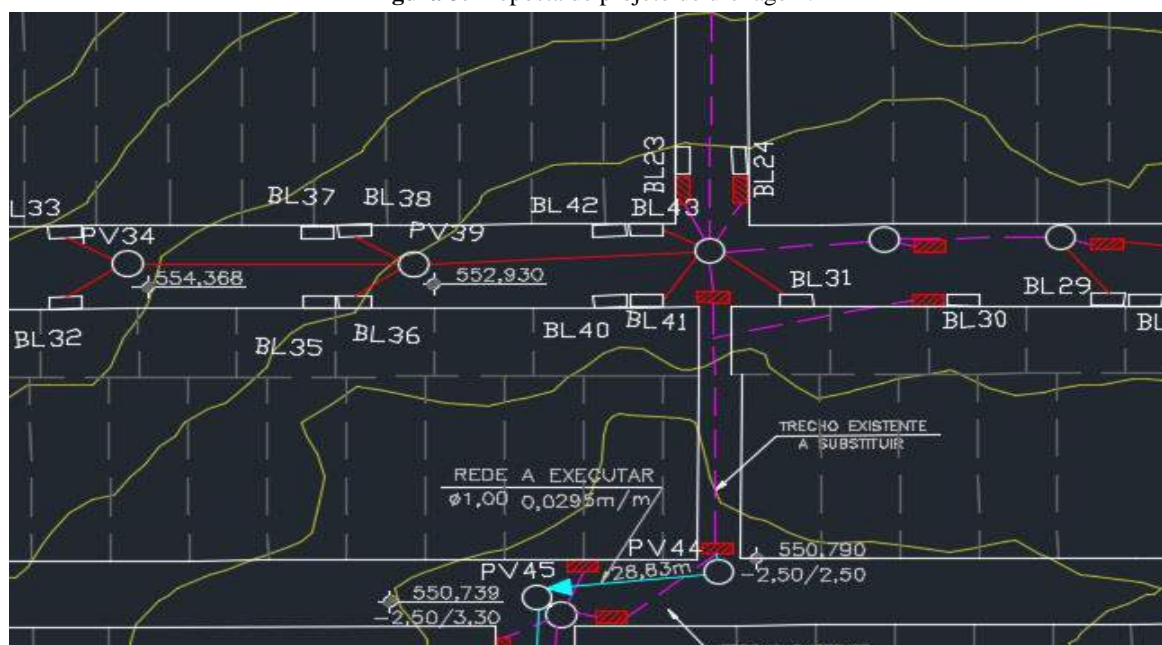 BL23
BL24
L33
BL37
BL38
BL42
BL43
PV34
PV39
554,368
552,930
BL31
BL29
BL32
BL35
BL36
BL40
BL41
BL30
BL
TRECHO EXISTENTE
A SUBSTITUIR
REDE A EXECUTAR
ø1,00 0,0295m/m
PV44
550,790
28,83m
-2,50/2,50
PV45
550,739
-2,50/3,30